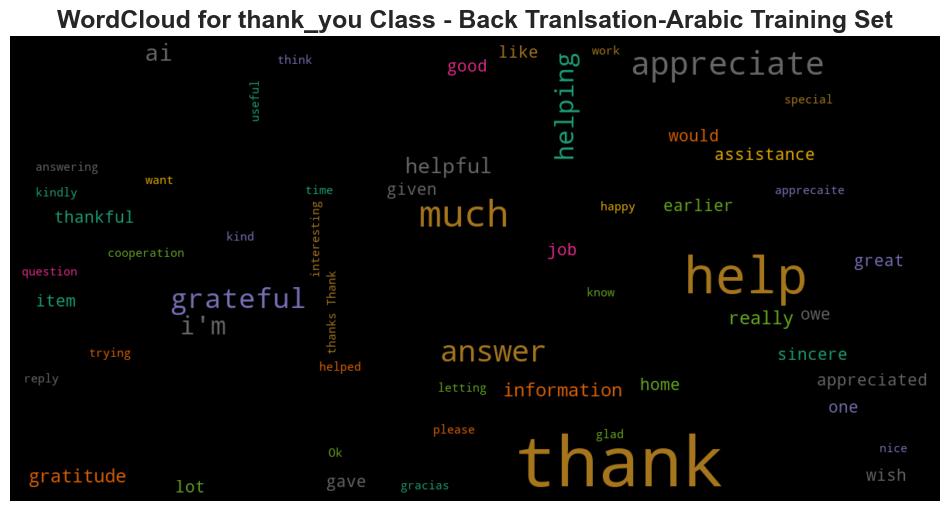 WordCloud for thank_you Class - Back Tranlsation-Arabic Training Set
ai
think
like
work
good
appreciate
useful
helping
special
would
assistance
answering
want
helpful
kindly
time
given
apprecaite
thankful
much
happy
earlier
interesting
kind
cooperation
job
great
question
help
item
grateful
know
i'm
thanks Thank
really
owe
trying
answer
sincere
helped
reply
letting
information
home
appreciated
one
please
glad
thank
Ok
nice
gratitude
lot
gave
gracias
wish